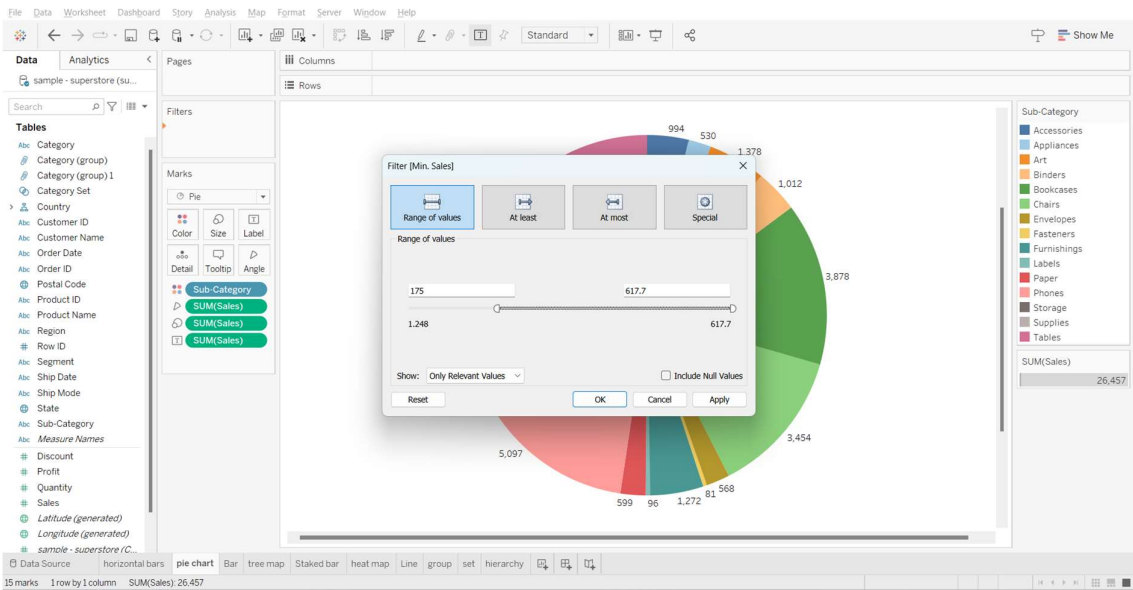 File Data Worksheet Dashboard Story Analysis Map Format Server Window Help
Standard
Show Me
Data Analytics
sample - superstore (su...
Search
Tables
Abc Category
Category (group)
Category (group) 1
Category Set
Country
Abc Customer ID
Abc Customer Name
Abc Order Date
Abc Order ID
Postal Code
Abc Product ID
Abc Product Name
Abc Region
# Row ID
Abc Segment
Abc Ship Date
Abc Ship Mode
State
Abc Sub-Category
Abc Measure Names
# Discount
# Profit
# Quantity
# Sales
Latitude (generated)
Longitude (generated)
# sample - superstore (C...
Pages
Filters
Marks
Pie
Color Size Label
Detail Tooltip Angle
Sub-Category
SUM(Sales)
SUM(Sales)
T SUM(Sales)
Columns
Rows
994
530
1,378
1,012
3,878
3,454
568
81
1,272
96
599
5,097
Filter [Min. Sales]
Range of values At least At most Special
Range of values
175 617.7
1.248 617.7
Show: Only Relevant Values Include Null Values
Reset OK Cancel Apply
Sub-Category
Accessories
Appliances
Art
Binders
Bookcases
Chairs
Envelopes
Fasteners
Furnishings
Labels
Paper
Phones
Storage
Supplies
Tables
SUM(Sales)
26,457
Data Source horizontal bars pie chart Bar tree map Staked bar heat map Line group set hierarchy
15 marks 1 row by 1 column SUM(Sales): 26,457